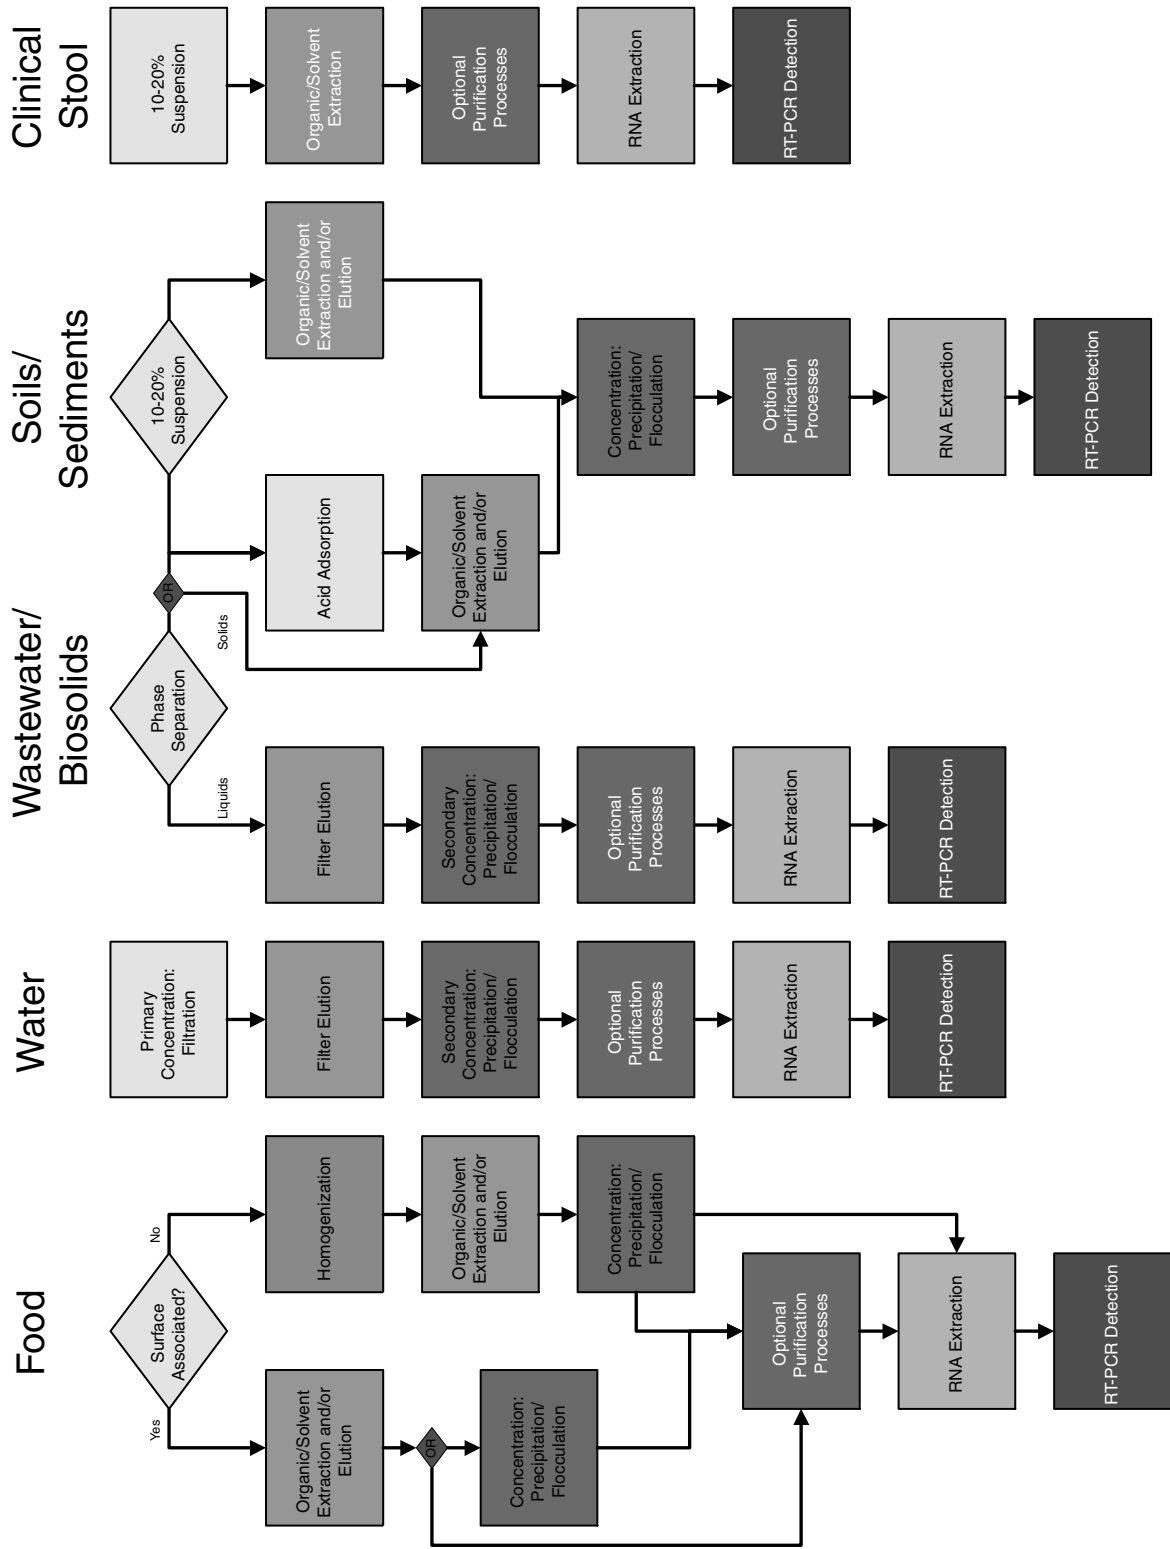 Food
Surface
Associated?
Yes
No
Organic/Solvent
Extraction and/or
Elution
OR
Concentration:
Precipitation/
Flocculation
Homogenization
Organic/Solvent
Extraction and/or
Elution
Concentration:
Precipitation/
Flocculation
Optional
Purification
Processes
RNA Extraction
RT-PCR Detection
Water
Primary
Concentration:
Filtration
Filter Elution
Secondary
Concentration:
Precipitation/
Flocculation
Optional
Purification
Processes
RNA Extraction
RT-PCR Detection
Wastewater/
Biosolids
Phase
Separation
Liquids
Solids
OR
Filter Elution
Secondary
Concentration:
Precipitation/
Flocculation
Optional
Purification
Processes
RNA Extraction
RT-PCR Detection
Acid Adsorption
Organic/Solvent
Extraction and/or
Elution
Soils/
Sediments
10-20%
Suspension
Organic/Solvent
Extraction and/or
Elution
Concentration:
Precipitation/
Flocculation
Optional
Purification
Processes
RNA Extraction
RT-PCR Detection
Clinical
Stool
10-20%
Suspension
Organic/Solvent
Extraction
Optional
Purification
Processes
RNA Extraction
RT-PCR Detection